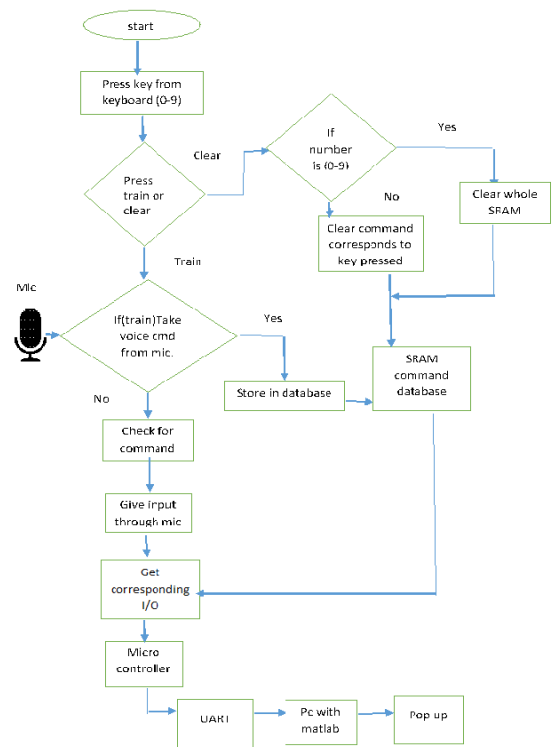 start
Press key from
keyboard (0-9)
If
number
is (0-9)
Yes
Clear
Press
train or
clear
No
Clear whole
SRAM
Clear command
corresponds to
key pressed
Train
Mic
If(train)Take
voice cmd
from mic.
Yes
SRAM
command
database
Store in database
No
Check for
command
Give input
through mic
Get
corresponding
I/O
Micro
controller
UART
Pc with
matlab
Pop up